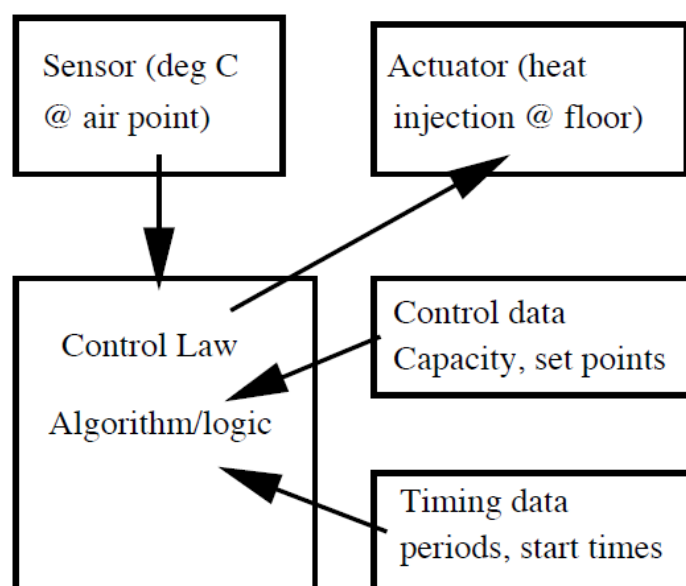 Sensor (deg C
@ air point)
Actuator (heat
injection @ floor)
Control Law
Algorithm/logic
Control data
Capacity, set points
Timing data
periods, start times